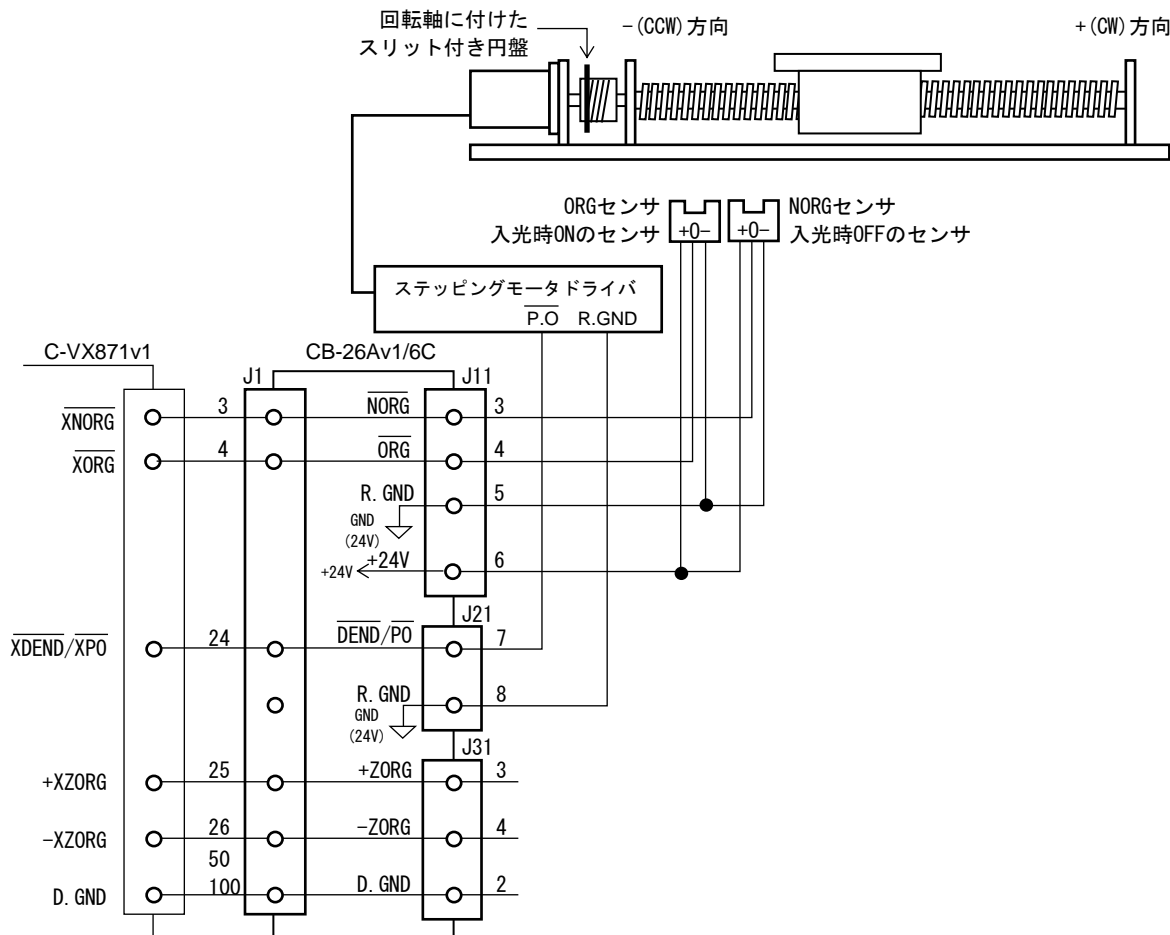 回転軸に付けた
スリット付き円盤
-(CCW)方向
+(CW)方向
ORGセンサ
入光時ONのセンサ
+O-
+O-
NORGセンサ
入光時OFFのセンサ
ステッピングモータドライバ
P.O R.GND
C-VX871v1
CB-26Av1/6C
J1
J11
XNORG
3
NORG
3
XORG
4
ORG
4
R.GND
5
GND
(24V)
+24V
+24V
6
J21
XDEND/XPO
24
DEND/PO
7
R.GND
8
GND
(24V)
J31
+XZORG
25
+ZORG
3
-XZORG
26
-ZORG
4
50
D.GND
100
D.GND
2